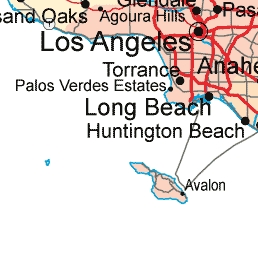 Glendale
sand Oaks
Agoura Hills
Pasa
Los Angeles
Torrance
Anahe
Palos Verdes Estates
Long Beach
Huntington Beach
Avalon